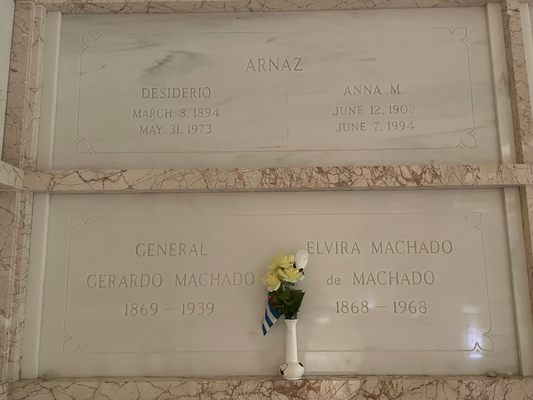 ARNAZ
DESIDERIO
MARCH 8, 1894
MAY 31, 1973
ANNA M.
JUNE 12, 1902
JUNE 7, 1994
GENERAL
GERARDO MACHADO
1869 – 1939
ELVIRA MACHADO
de MACHADO
1868 – 1968